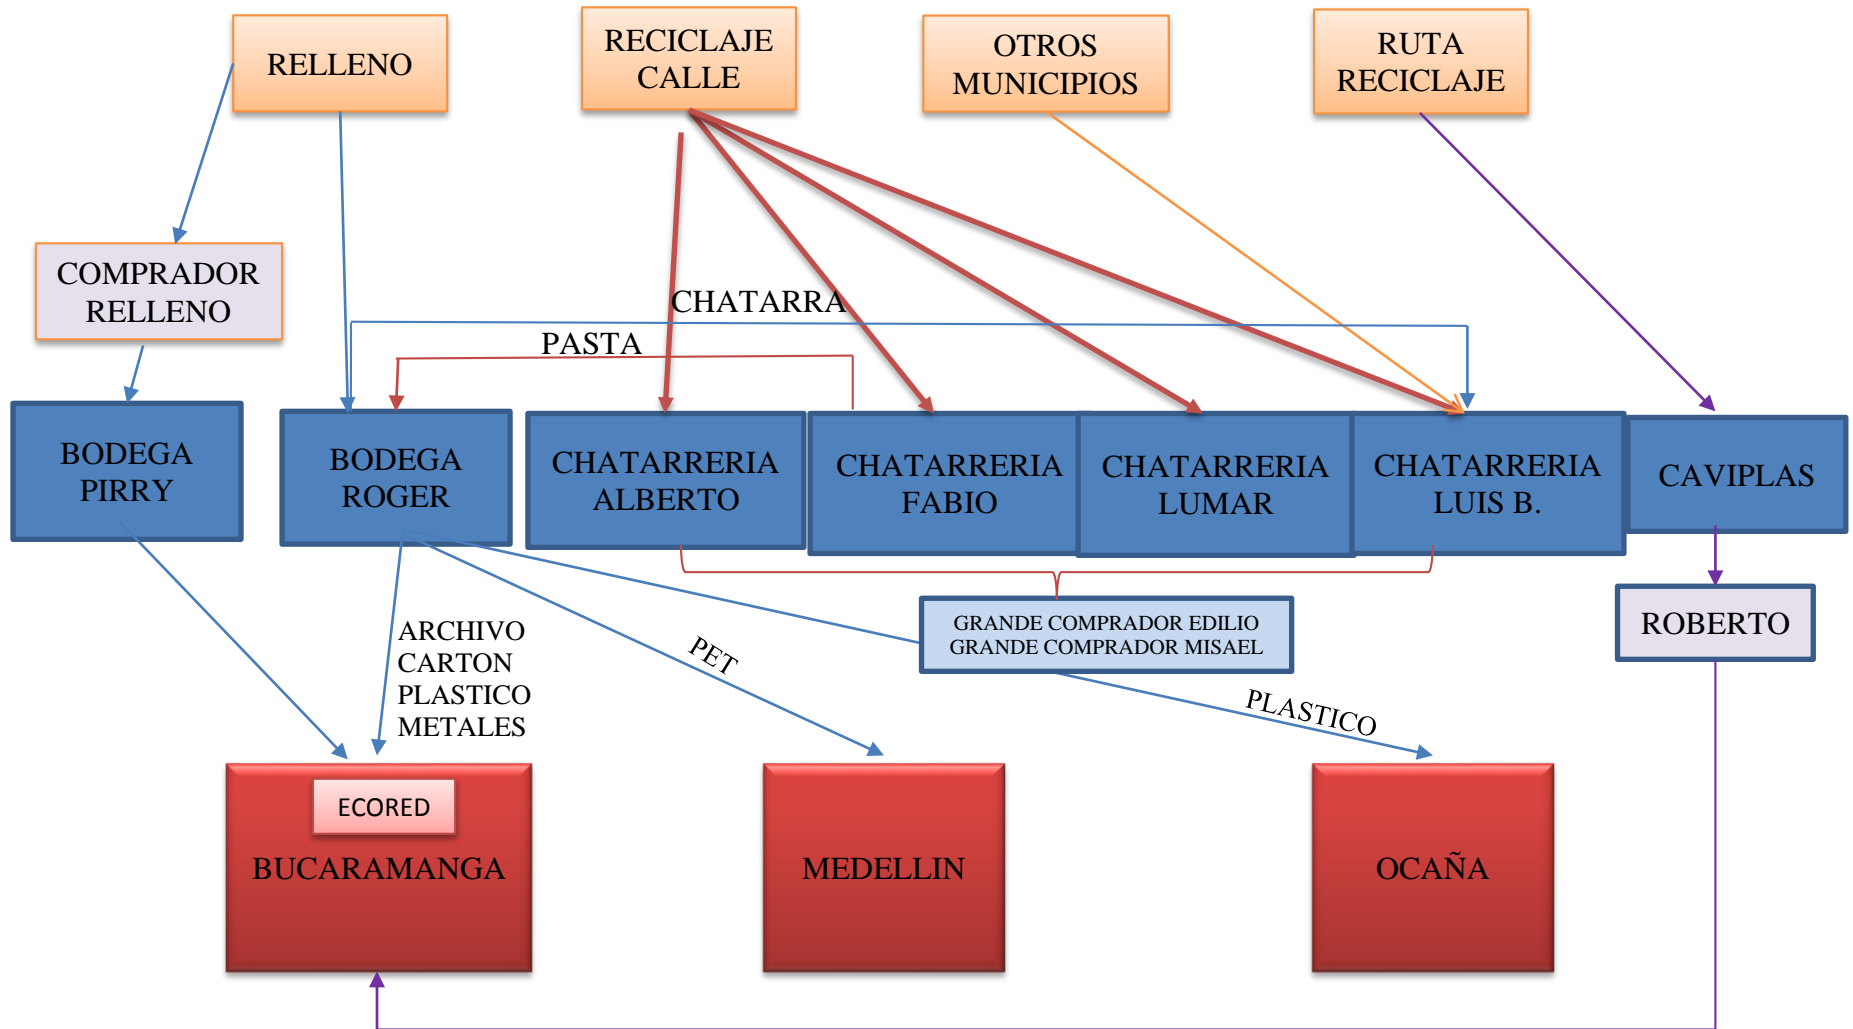 RELLENO
RECICLAJE
CALLE
OTROS
MUNICIPIOS
RUTA
RECICLAJE
COMPRADOR
RELLENO
CHATARRA
PASTA
BODEGA
PIRRY
BODEGA
ROGER
CHATARRERIA
ALBERTO
CHATARRERIA
FABIO
CHATARRERIA
LUMAR
CHATARRERIA
LUIS B.
CAVIPLAS
GRANDE COMPRADOR EDILIO
GRANDE COMPRADOR MISAEL
ROBERTO
ARCHIVO
CARTON
PLASTICO
METALES
PET
PLASTICO
ECORED
BUCARAMANGA
MEDELLIN
OCAÑA